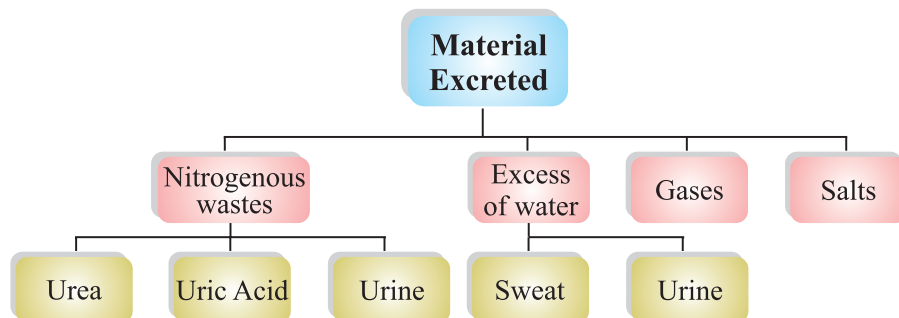 Material
Excreted
Nitrogenous
wastes
Excess
of water
Gases
Salts
Urea
Uric Acid
Urine
Sweat
Urine